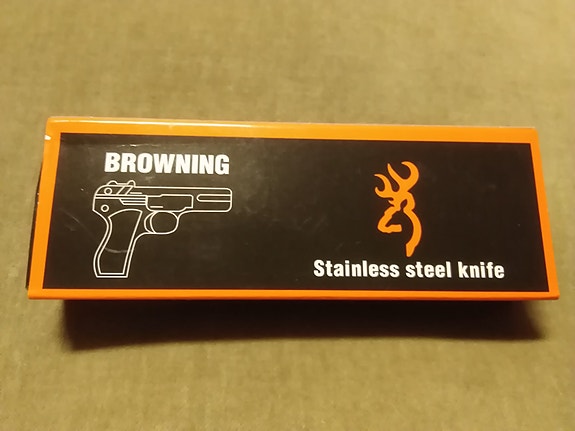 BROWNING
Stainless steel knife